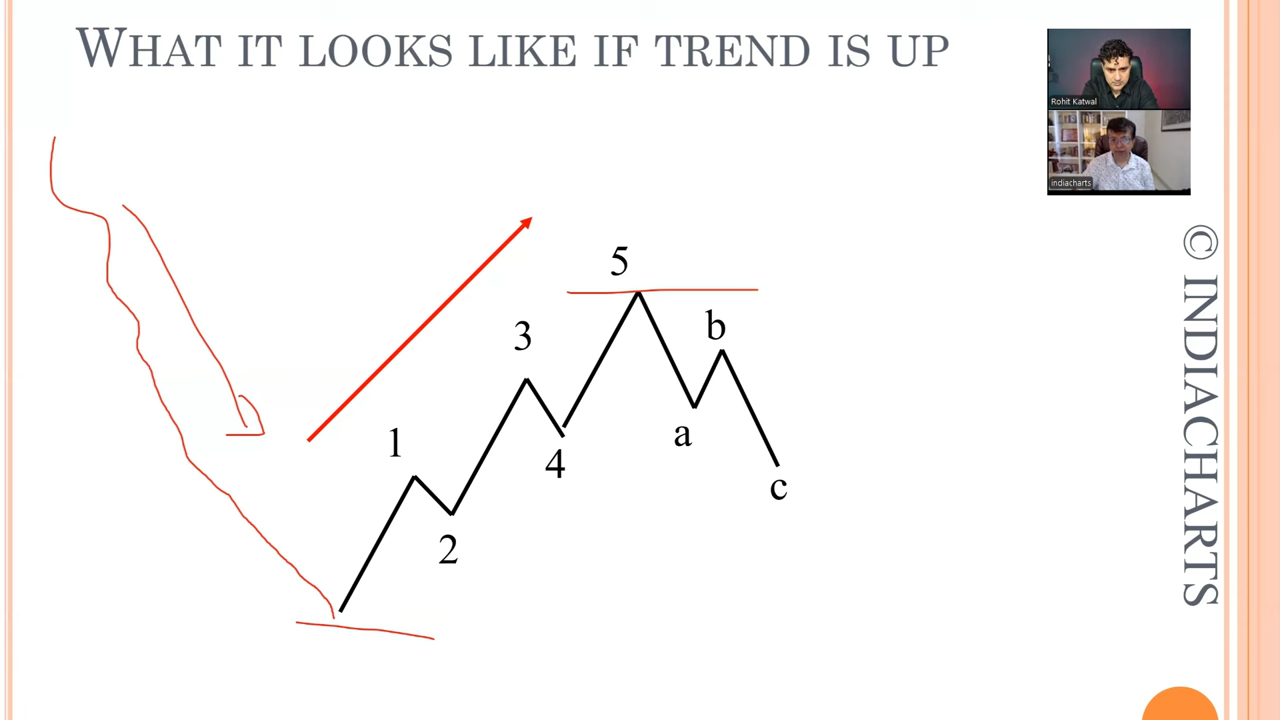 WHAT IT LOOKS LIKE IF TREND IS UP
Rohit Katwal
indiacharts
© INDIACHARTS
5
b
3
1
a
4
c
2